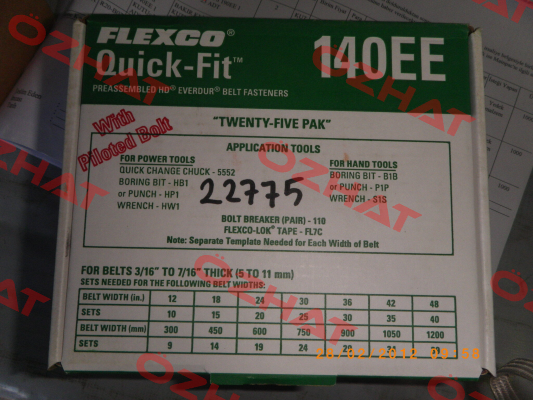 FLEXCO®
Quick-Fit™
140EE
PREASSEMBLED HD® EVERDUR® BELT FASTENERS
With
Piloted Bolt
"TWENTY-FIVE PAK"
APPLICATION TOOLS
FOR POWER TOOLS
QUICK CHANGE CHUCK - 5552
BORING BIT - HB1
or PUNCH - HP1
WRENCH - HW1
FOR HAND TOOLS
BORING BIT - B1B
or PUNCH - P1P
WRENCH - S1S
22775
BOLT BREAKER (PAIR) - 110
FLEXCO-LOK® TAPE - FL7C
Note: Separate Template Needed for Each Width of Belt
FOR BELTS 3/16" TO 7/16" THICK (5 TO 11 mm)
SETS NEEDED FOR THE FOLLOWING BELT WIDTHS:
BELT WIDTH (in.) 12 18 24 30 36 42 48
SETS 10 15 20 25 30 35 40
BELT WIDTH (mm) 300 450 600 750 900 1050 1200
SETS 9 14 19 24
ÖZHAT